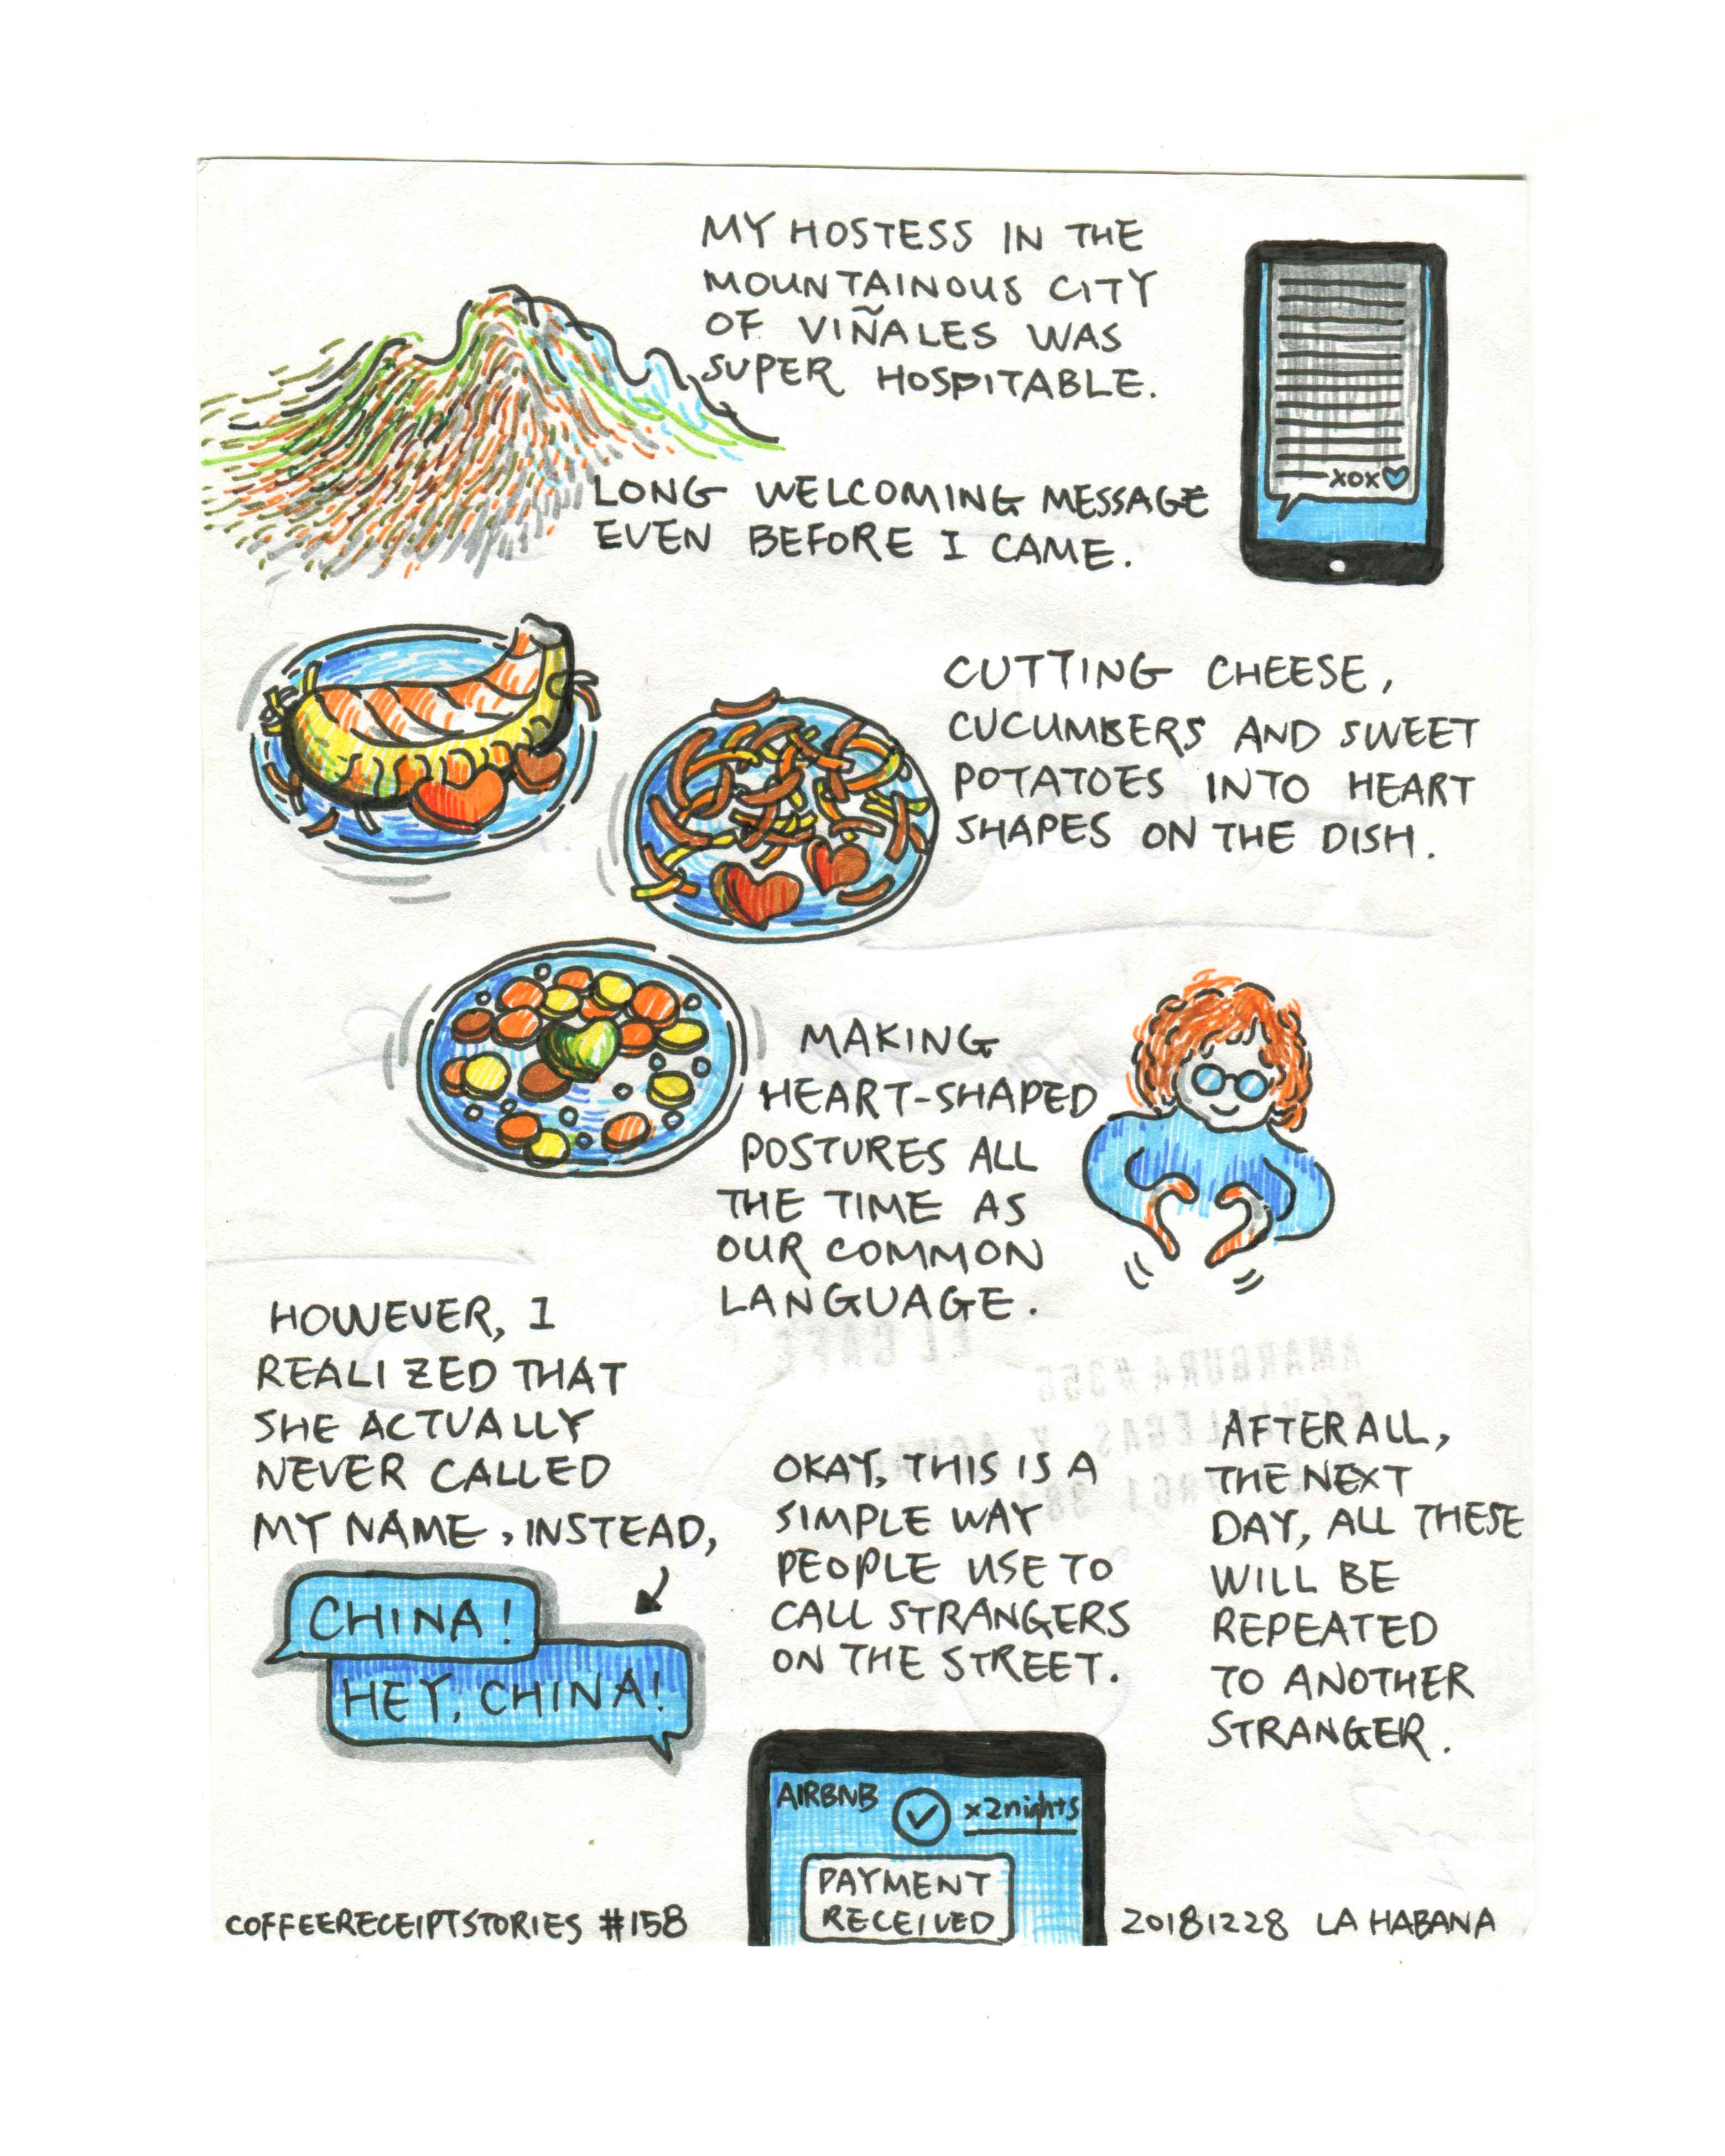 MY HOSTESS IN THE
MOUNTAINOUS CITY
OF VIÑALES WAS
SUPER HOSPITABLE.
XOX
LONG WELCOMING MESSAGE
EVEN BEFORE I CAME.
CUTTING CHEESE,
CUCUMBERS AND SWEET
POTATOES INTO HEART
SHAPES ON THE DISH.
MAKING
HEART-SHAPED
POSTURES ALL
THE TIME AS
OUR COMMON
LANGUAGE.
HOWEVER, I
REALIZED THAT
SHE ACTUALLY
NEVER CALLED
MY NAME, INSTEAD,
CHINA!
HEY, CHINA!
OKAY, THIS IS A
SIMPLE WAY
PEOPLE USE TO
CALL STRANGERS
ON THE STREET.
AFTER ALL,
THE NEXT
DAY, ALL THESE
WILL BE
REPEATED
TO ANOTHER
STRANGER.
AIRBNB
x2nights
PAYMENT
RECEIVED
COFFEERECEIPTSTORIES #158
20181228 LA HABANA
EL CAFE
AMARGURA #358